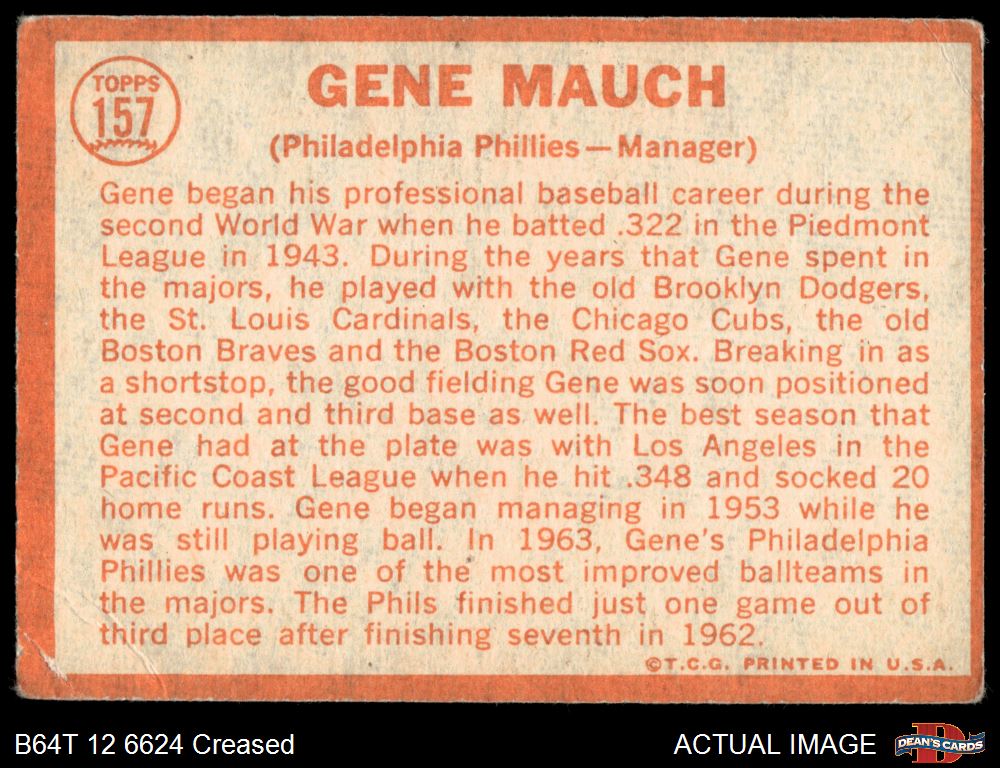 TOPPS
157
GENE MAUCH
(Philadelphia Phillies—Manager)
Gene began his professional baseball career during the
second World War when he batted .322 in the Piedmont
League in 1943. During the years that Gene spent in
the majors, he played with the old Brooklyn Dodgers,
the St. Louis Cardinals, the Chicago Cubs, the old
Boston Braves and the Boston Red Sox. Breaking in as
a shortstop, the good fielding Gene was soon positioned
at second and third base as well. The best season that
Gene had at the plate was with Los Angeles in the
Pacific Coast League when he hit .348 and socked 20
home runs. Gene began managing in 1953 while he
was still playing ball. In 1963, Gene's Philadelphia
Phillies was one of the most improved ballteams in
the majors. The Phils finished just one game out of
third place after finishing seventh in 1962.
©T.C.G. PRINTED IN U.S.A.
B64T 12 6624 Creased
ACTUAL IMAGE
D
DEAN'S CARDS